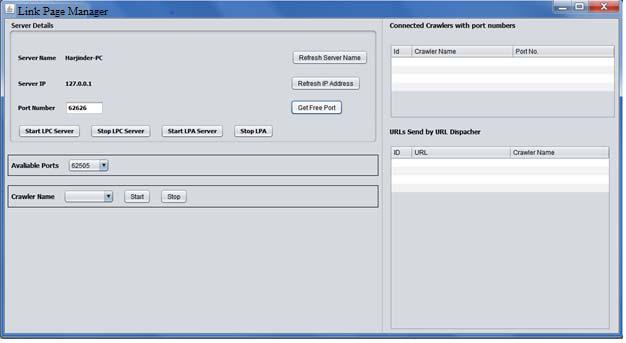 Link Page Manager
Server Details
Server Name Harjinder-PC Refresh Server Name
Server IP 127.0.0.1 Refresh IP Address
Port Number 62626 Get Free Port
Start LPC Server Stop LPC Server Start LPA Server Stop LPA
Avaliable Ports 62505
Crawler Name Start Stop
Connected Crawlers with port numbers
Id Crawler Name Port No.
URLs Send by URL Dispacher
ID URL Crawler Name